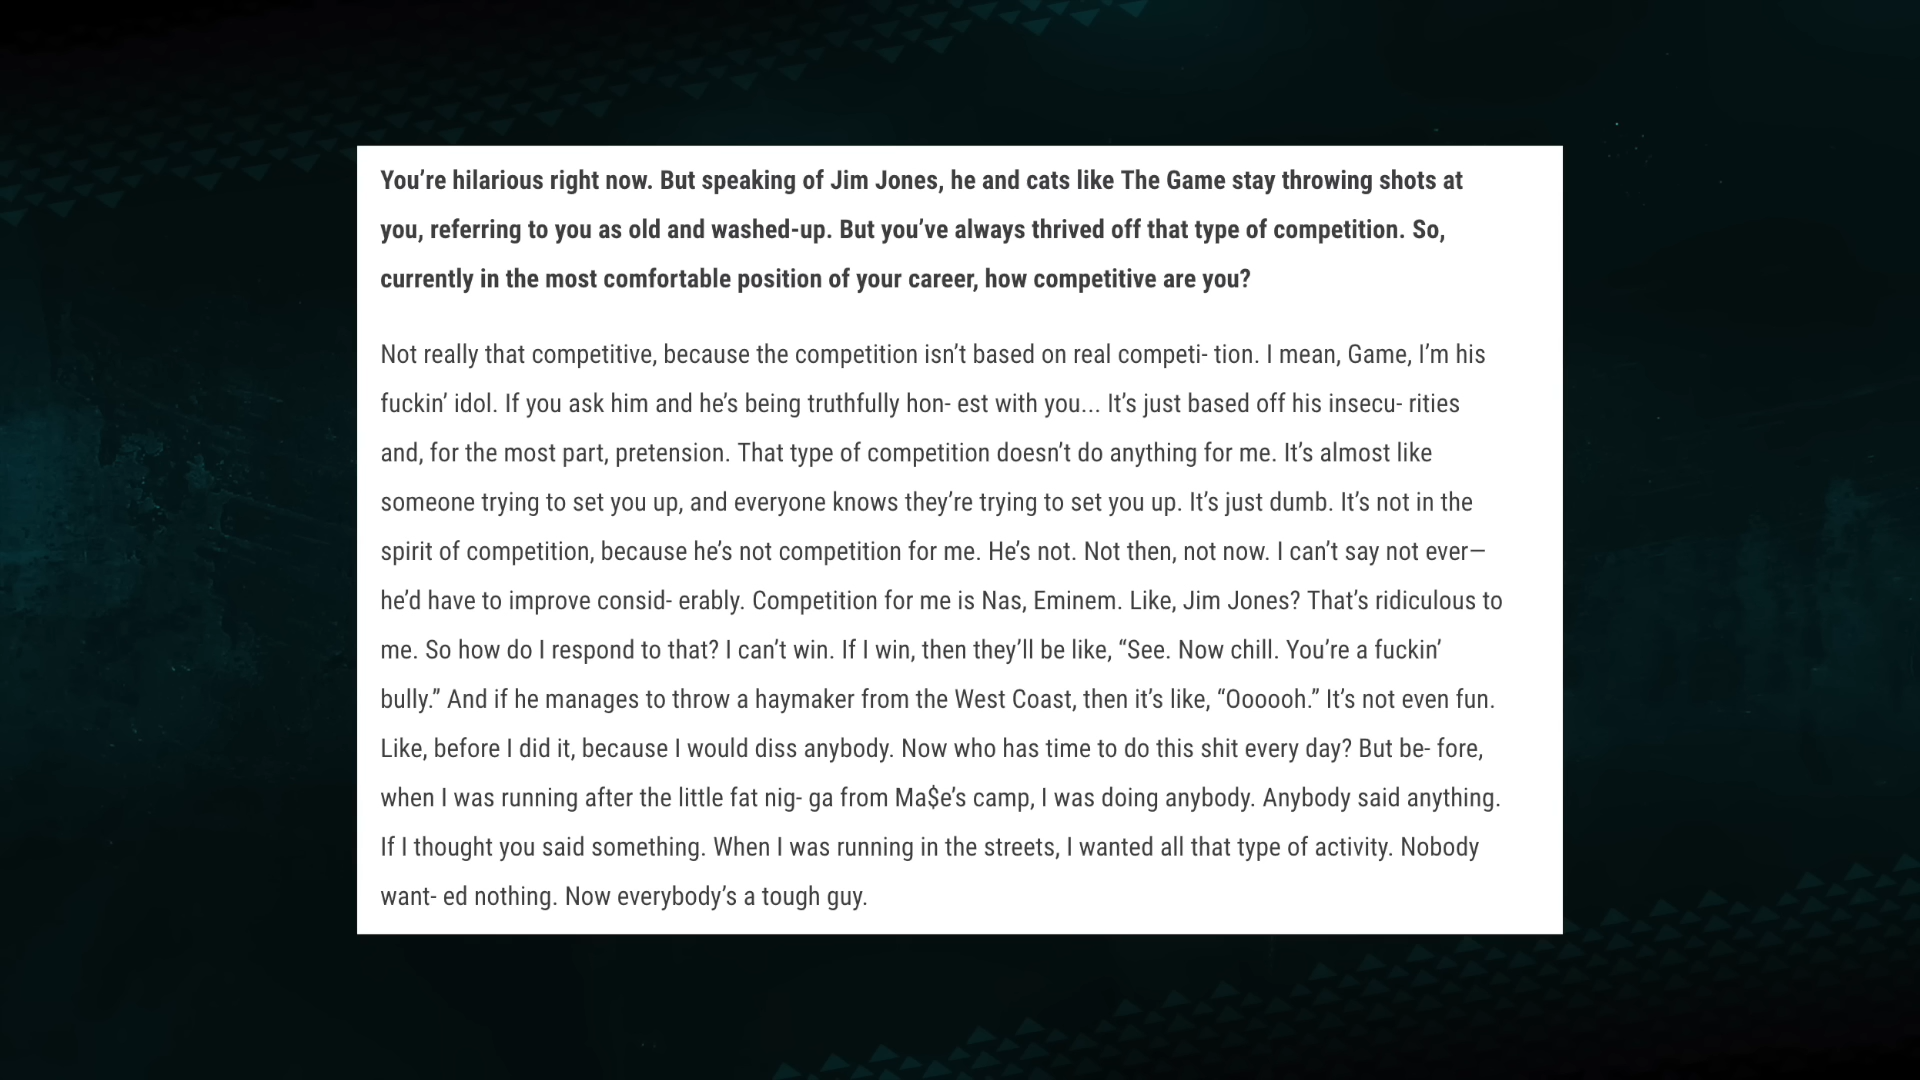 You’re hilarious right now. But speaking of Jim Jones, he and cats like The Game stay throwing shots at
you, referring to you as old and washed-up. But you’ve always thrived off that type of competition. So,
currently in the most comfortable position of your career, how competitive are you?
Not really that competitive, because the competition isn’t based on real competi- tion. I mean, Game, I’m his
fuckin’ idol. If you ask him and he’s being truthfully hon- est with you... It’s just based off his insecu- rities
and, for the most part, pretension. That type of competition doesn’t do anything for me. It’s almost like
someone trying to set you up, and everyone knows they’re trying to set you up. It’s just dumb. It’s not in the
spirit of competition, because he’s not competition for me. He’s not. Not then, not now. I can’t say not ever—
he’d have to improve consid- erably. Competition for me is Nas, Eminem. Like, Jim Jones? That’s ridiculous to
me. So how do I respond to that? I can’t win. If I win, then they’ll be like, “See. Now chill. You’re a fuckin’
bully.” And if he manages to throw a haymaker from the West Coast, then it’s like, “Oooooh.” It’s not even fun.
Like, before I did it, because I would diss anybody. Now who has time to do this shit every day? But be- fore,
when I was running after the little fat nig- ga from Ma$e’s camp, I was doing anybody. Anybody said anything.
If I thought you said something. When I was running in the streets, I wanted all that type of activity. Nobody
want- ed nothing. Now everybody’s a tough guy.